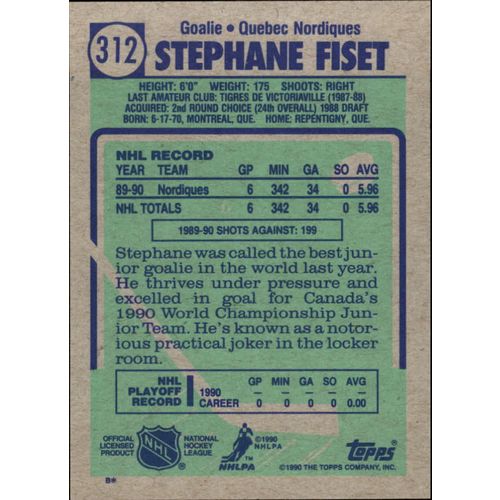 312
Goalie • Quebec Nordiques
STEPHANE FISET
HEIGHT: 6'0" WEIGHT: 175 SHOOTS: RIGHT
LAST AMATEUR CLUB: TIGRES DE VICTORIAVILLE (1987-88)
ACQUIRED: 2nd ROUND CHOICE (24th OVERALL) 1988 DRAFT
BORN: 6-17-70, MONTREAL, QUE. HOME: REPENTIGNY, QUE.
NHL RECORD
YEAR TEAM GP MIN GA SO AVG
89-90 Nordiques 6 342 34 0 5.96
NHL TOTALS 6 342 34 0 5.96
1989-90 SHOTS AGAINST: 199
Stephane was called the best jun-
ior goalie in the world last year.
He thrives under pressure and
excelled in goal for Canada's
1990 World Championship Junior
Team. He's known as a notor-
ious practical joker in the locker
room.
NHL PLAYOFF RECORD
GP MIN GA SO AVG
1990 – – – – –
CAREER 0 0 0 0 0.00
OFFICIAL LICENSED PRODUCT
NHL
NATIONAL HOCKEY LEAGUE
©1990 NHLPA
NHLPA
Topps
©1990 THE TOPPS COMPANY, INC.
B*